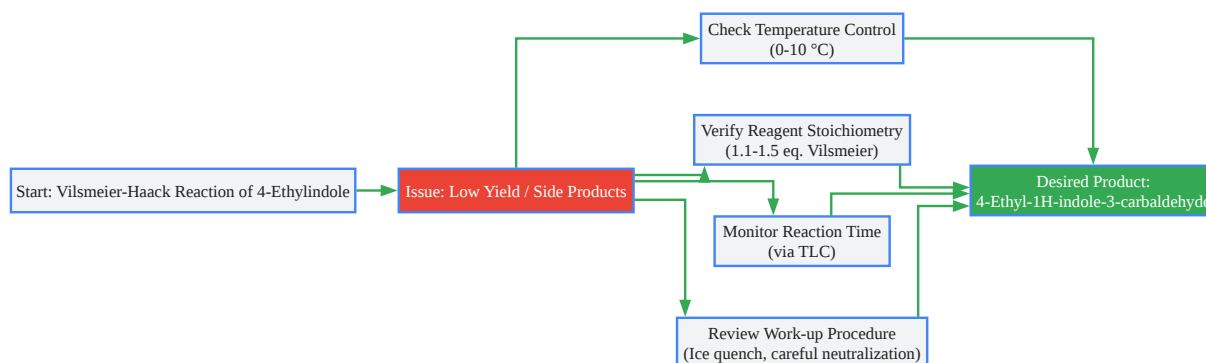 Start: Vilsmeier-Haack Reaction of 4-Ethylindole
Issue: Low Yield / Side Products
Check Temperature Control
(0-10 °C)
Verify Reagent Stoichiometry
(1.1-1.5 eq. Vilsmeier)
Monitor Reaction Time
(via TLC)
Review Work-up Procedure
(Ice quench, careful neutralization)
Desired Product:
4-Ethyl-1H-indole-3-carbaldehyde